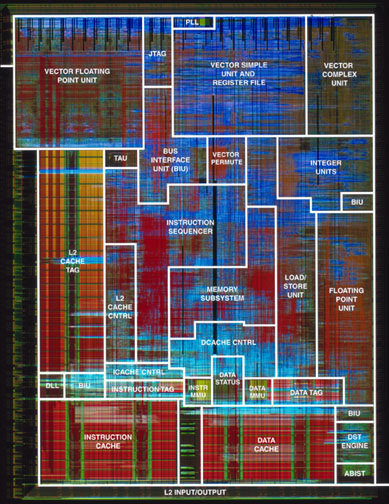 PLL
JTAG
VECTOR FLOATING
POINT UNIT
VECTOR SIMPLE
UNIT AND
REGISTER FILE
VECTOR
COMPLEX
UNIT
TAU
BUS
INTERFACE
UNIT (BIU)
VECTOR
PERMUTE
INTEGER
UNITS
BIU
INSTRUCTION
SEQUENCER
L2
CACHE
TAG
L2
CACHE
CNTRL
MEMORY
SUBSYSTEM
LOAD/
STORE
UNIT
FLOATING
POINT
UNIT
DCACHE CNTRL
ICACHE CNTRL
DLL
BIU
INSTRUCTION TAG
INSTR
MMU
DATA
STATUS
DATA
MMU
DATA TAG
BIU
INSTRUCTION
CACHE
DATA
CACHE
DST
ENGINE
ABIST
L2 INPUT/OUTPUT